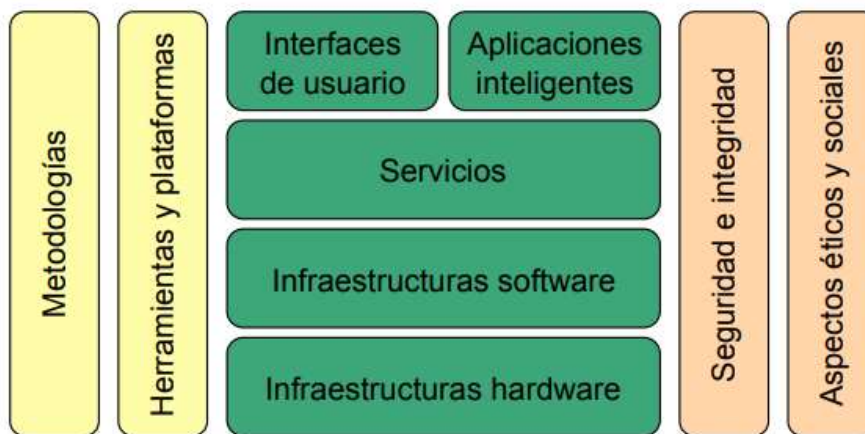 Metodologías
Herramientas y plataformas
Interfaces
de usuario
Aplicaciones
inteligentes
Servicios
Infraestructuras software
Infraestructuras hardware
Seguridad e integridad
Aspectos éticos y sociales